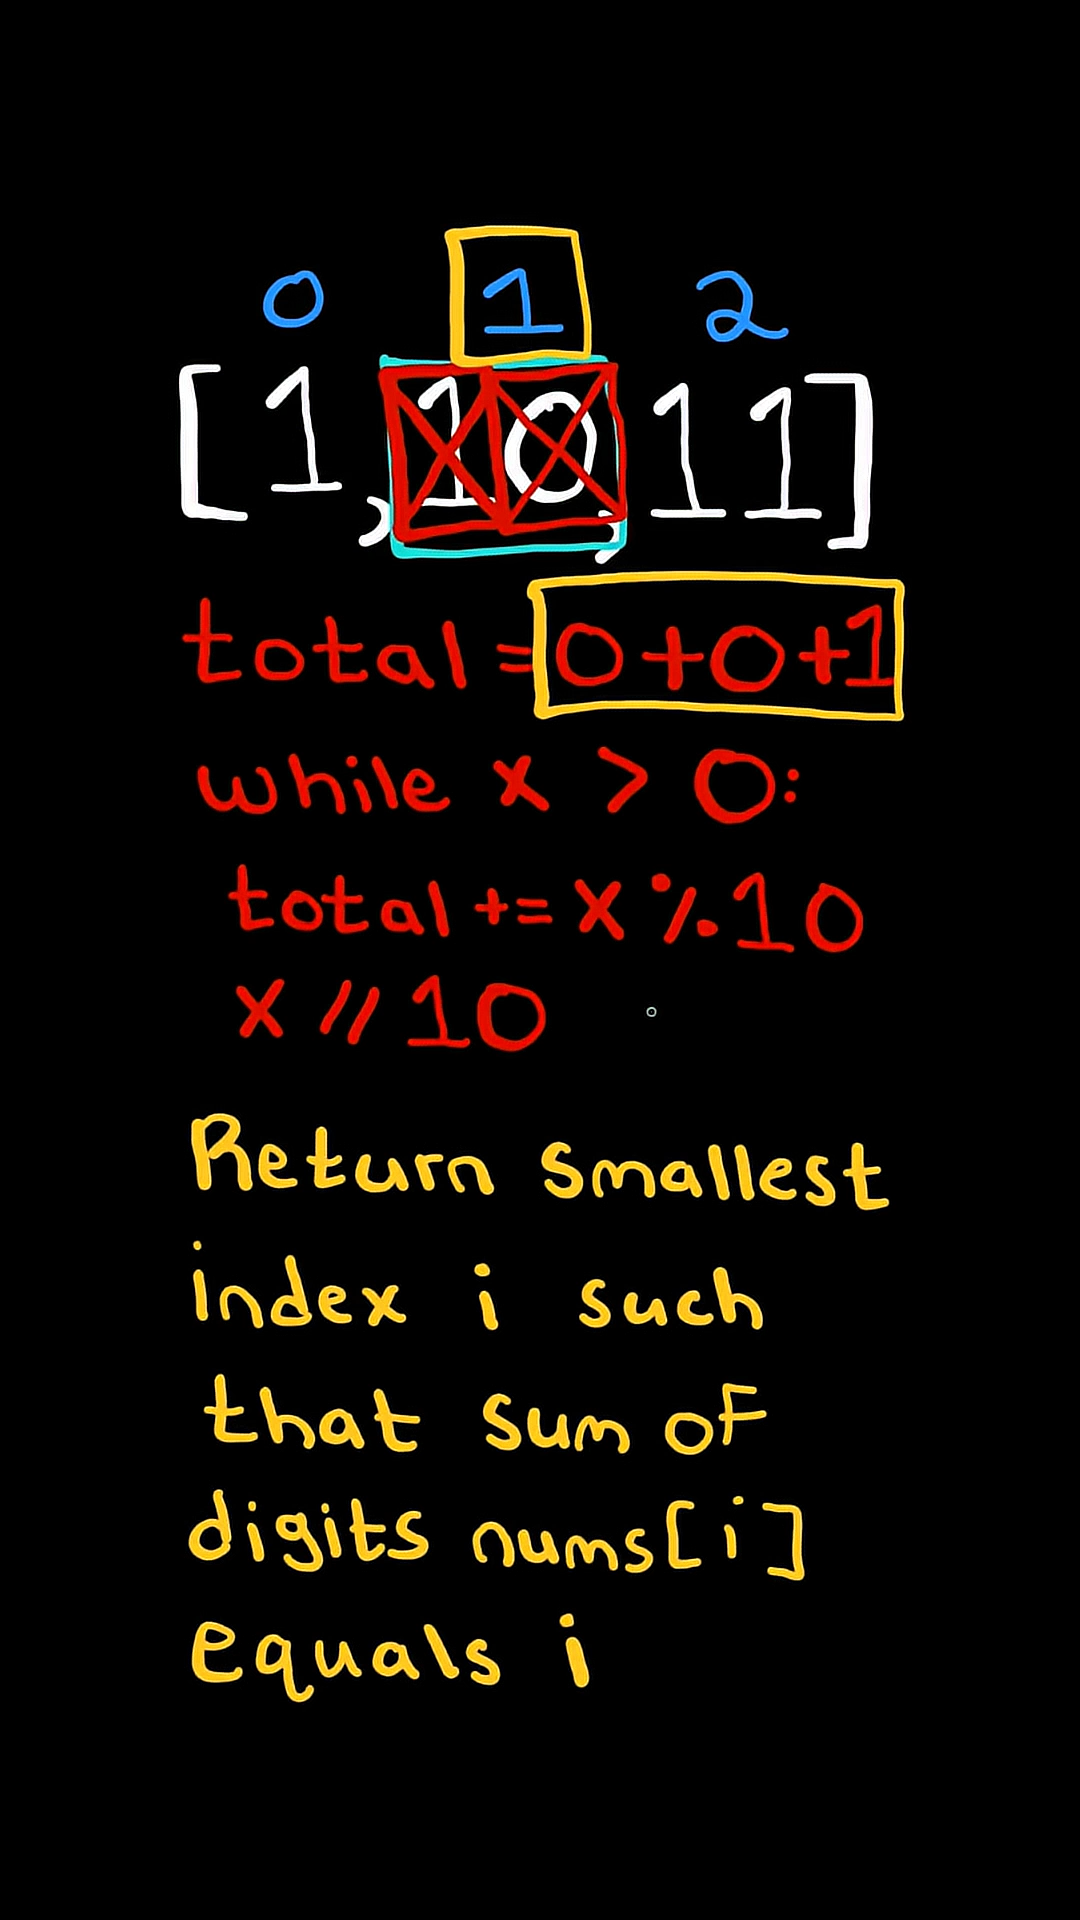 0 1 2
[1,10,11]
total = 0+0+1
while x > 0:
total += x%10
x // 10
Return smallest
index i such
that sum of
digits nums[i]
equals i